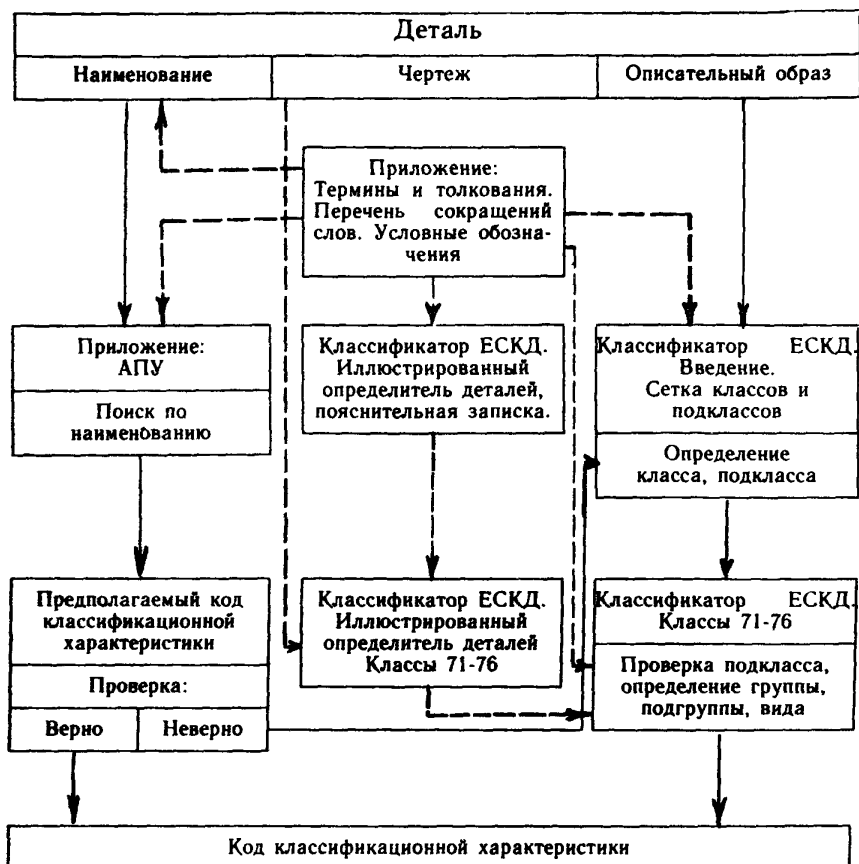 Деталь
Наименование
Чертеж
Описательный образ
Приложение:
Термины и толкования.
Перечень сокращений
слов. Условные обозна-
чения
Приложение:
АПУ
Поиск по
наименованию
Классификатор ЕСКД.
Иллюстрированный
определитель деталей,
пояснительная записка.
Классификатор ЕСКД.
Введение.
Сетка классов и
подклассов
Определение
класса, подкласса
Предполагаемый код
классификационной
характеристики
Проверка:
Верно
Неверно
Классификатор ЕСКД.
Иллюстрированный
определитель деталей
Классы 71-76
Классификатор ЕСКД.
Классы 71-76
Проверка подкласса,
определение группы,
подгруппы, вида
Код классификационной характеристики